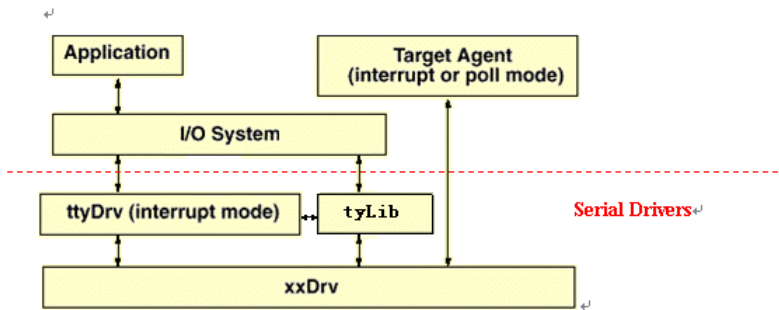 Application
Target Agent
(interrupt or poll mode)
I/O System
ttyDrv (interrupt mode)
tyLib
Serial Drivers
xxDrv